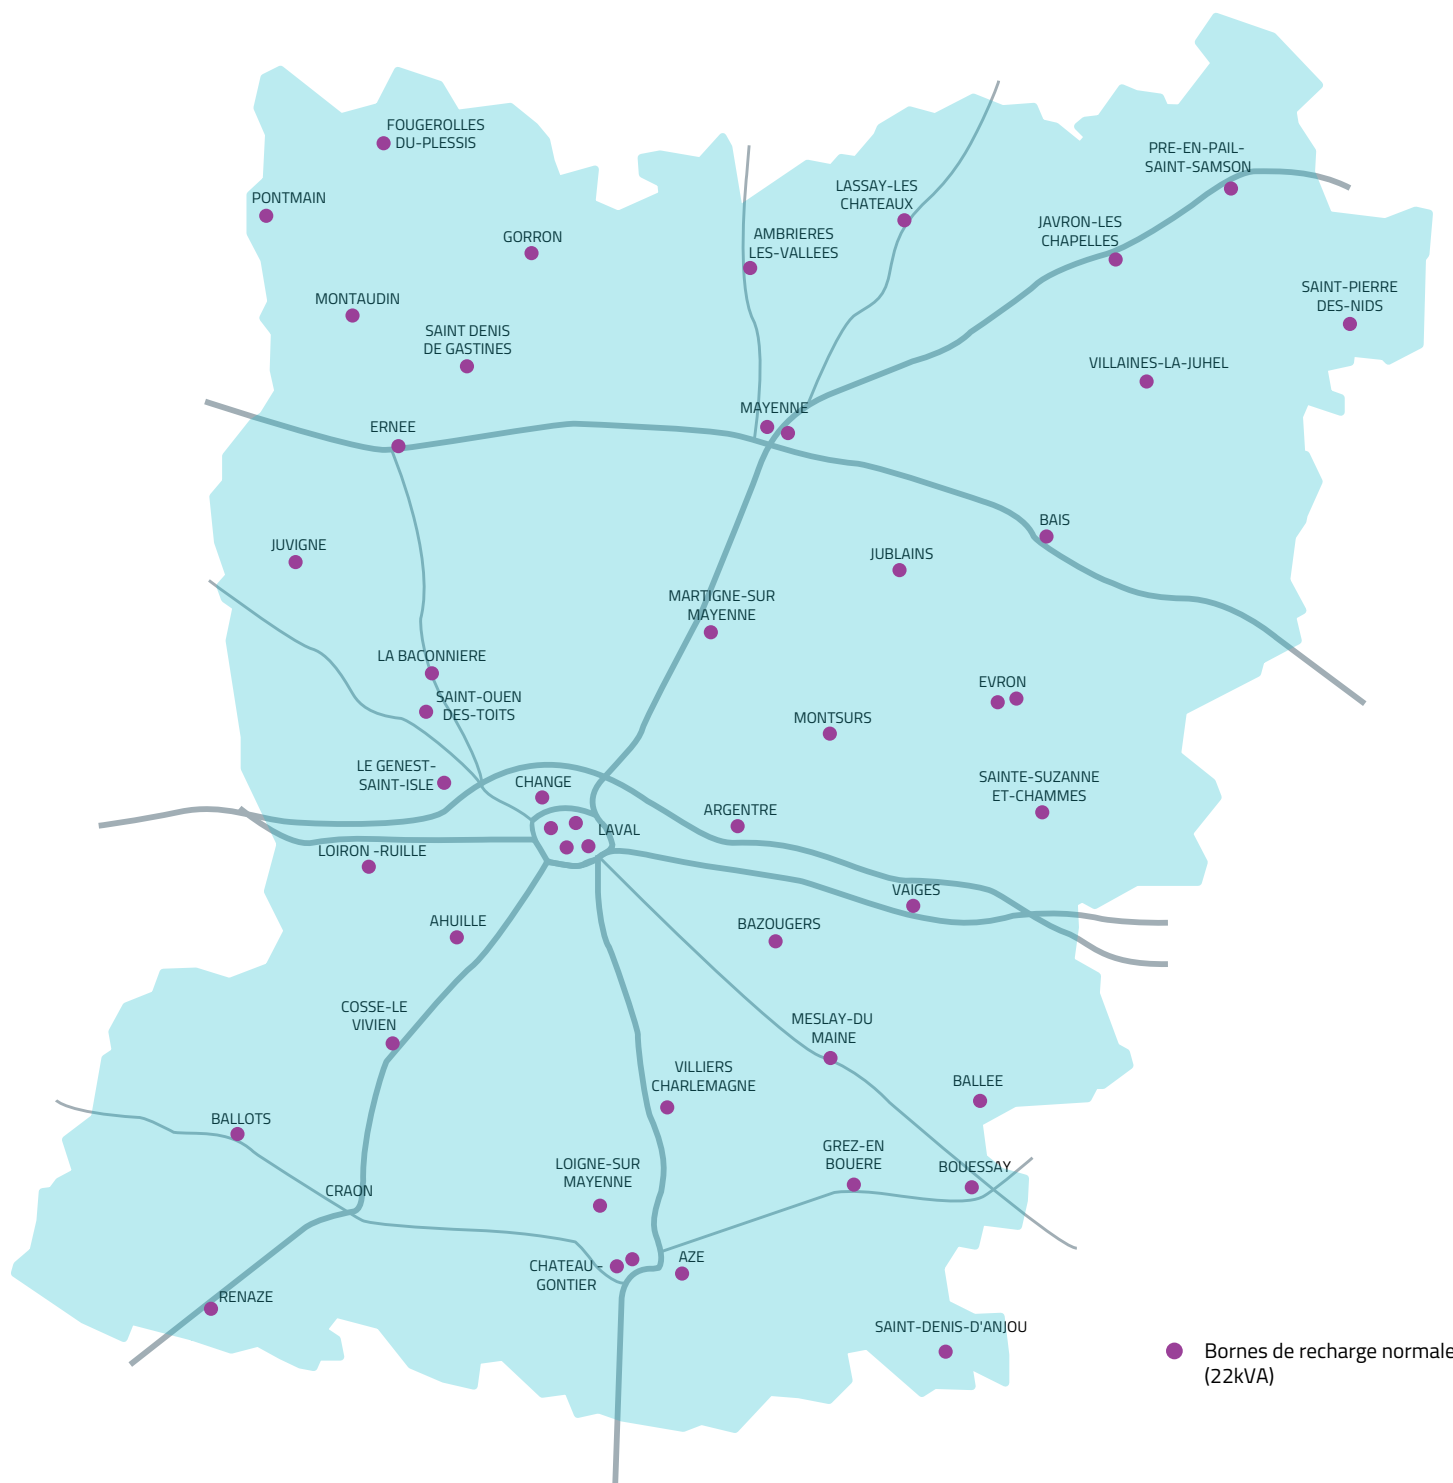 FOUGEROLLES
DU-PLESSIS
PRE-EN-PAIL-
SAINT-SAMSON
PONTMAIN
LASSAY-LES
CHATEAUX
GORRON
AMBRIERES
LES-VALLEES
JAVRON-LES
CHAPELLES
MONTAUDIN
SAINT-PIERRE
DES-NIDS
SAINT DENIS
DE GASTINES
VILLAINES-LA-JUHEL
MAYENNE
ERNEE
BAIS
JUVIGNE
JUBLAINS
MARTIGNE-SUR
MAYENNE
LA BACONNIERE
EVRON
SAINT-OUEN
DES-TOITS
MONTSURS
LE GENEST-
SAINT-ISLE
CHANGE
SAINTE-SUZANNE
ET-CHAMMES
ARGENTRE
LAVAL
LOIRON -RUILLE
VAIGES
AHUILLE
BAZOUGERS
COSSE-LE
VIVIEN
MESLAY-DU
MAINE
VILLIERS
CHARLEMAGNE
BALLEE
BALLOTS
GREZ-EN
BOUERE
BOUESSAY
LOIGNE-SUR
MAYENNE
CRAON
CHATEAU -
GONTIER
AZE
RENAZE
SAINT-DENIS-D'ANJOU
Bornes de recharge normale
(22kVA)